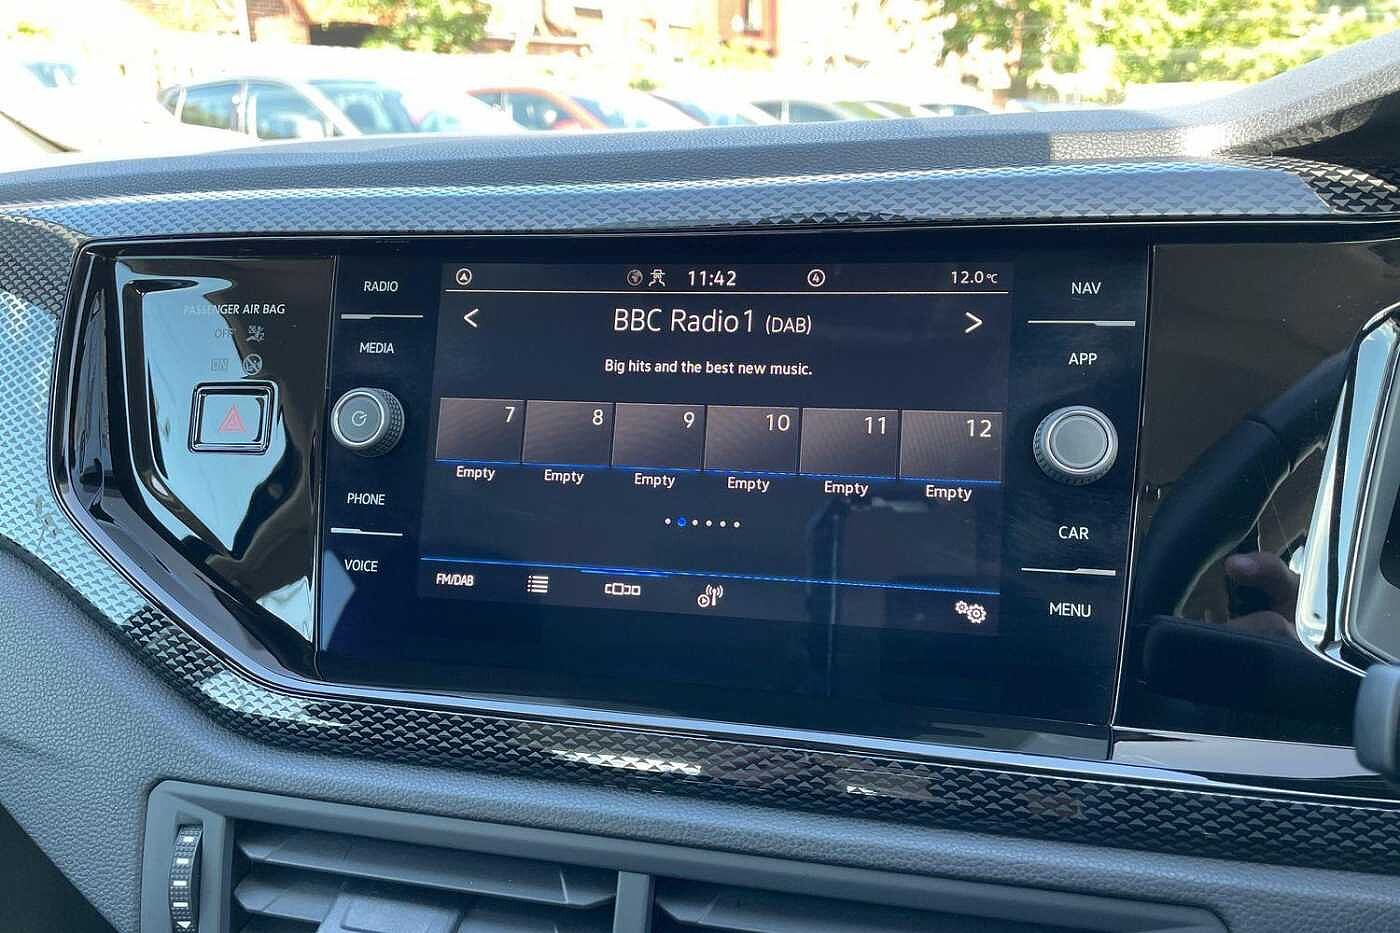 PASSENGER AIR BAG
OFF
ON
RADIO
MEDIA
PHONE
VOICE
11:42
4
12.0 °C
< BBC Radio1 (DAB) >
Big hits and the best new music.
7 8 9 10 11 12
Empty Empty Empty Empty Empty Empty
FM/DAB
NAV
APP
CAR
MENU